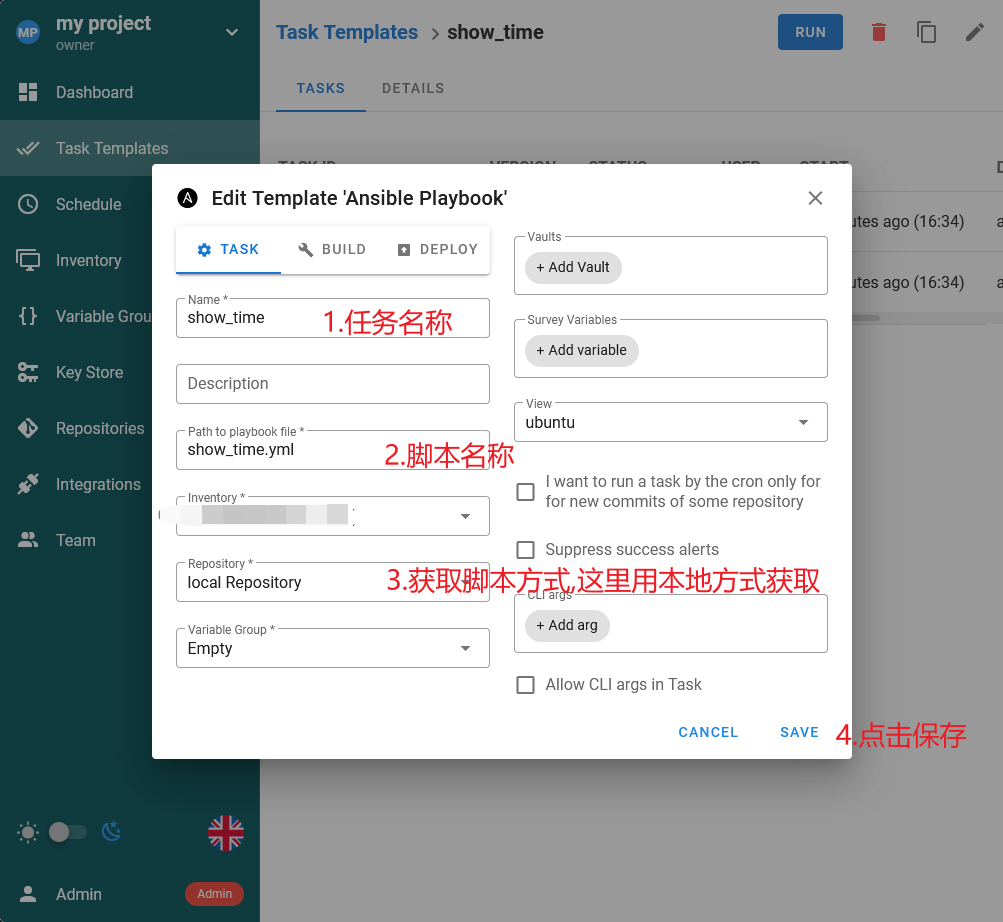 MP
my project
owner
Dashboard
Task Templates
Schedule
Inventory
Variable Grou
Key Store
Repositories
Integrations
Team
Admin
Admin
Task Templates > show_time
RUN
TASKS
DETAILS
TASK ID
VERSION
STATUS
USER
START
utes ago (16:34)
utes ago (16:34)
Edit Template 'Ansible Playbook'
TASK
BUILD
DEPLOY
Name *
show_time
1.任务名称
Description
Path to playbook file *
show_time.yml
2.脚本名称
Inventory *
Repository *
local Repository
3.获取脚本方式,这里用本地方式获取
Variable Group *
Empty
Vaults
+ Add Vault
Survey Variables
+ Add variable
View
ubuntu
I want to run a task by the cron only for
for new commits of some repository
Suppress success alerts
CLI args
+ Add arg
Allow CLI args in Task
CANCEL
SAVE
4.点击保存